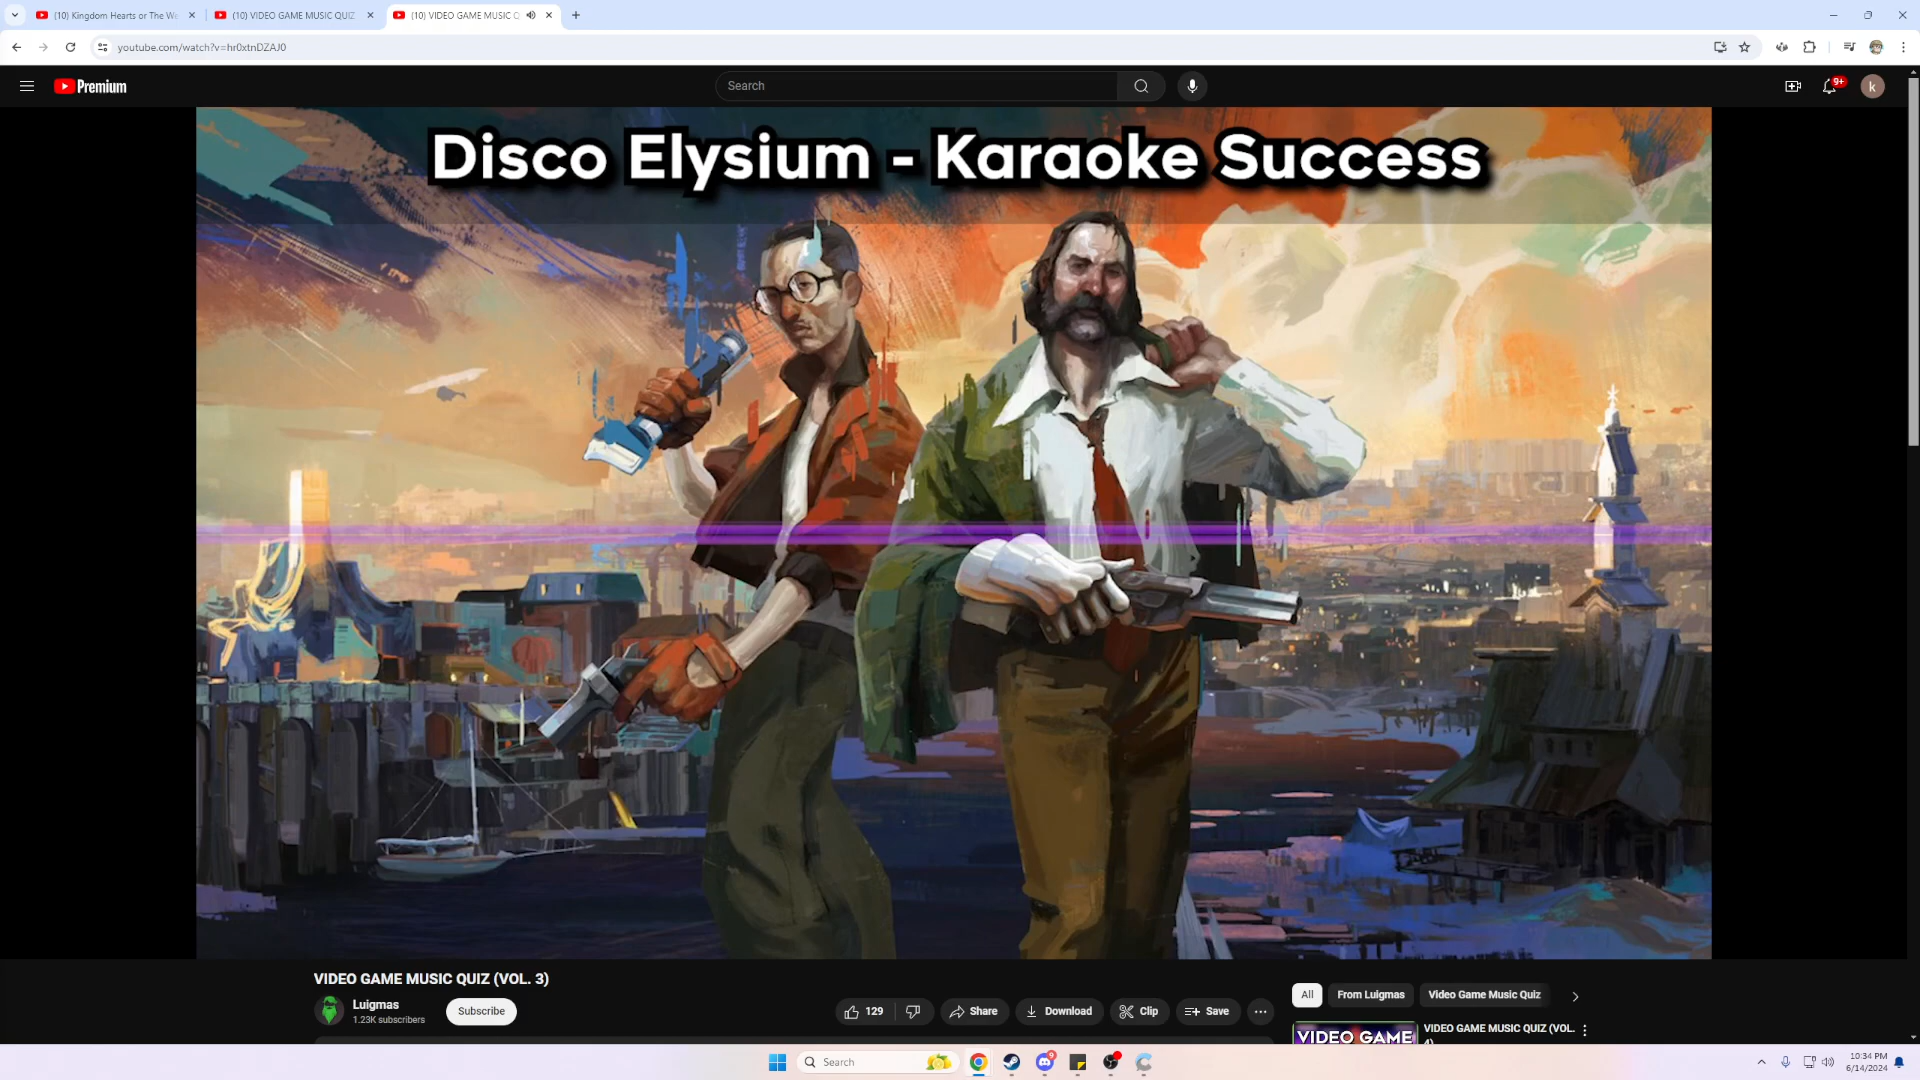 (10) Kingdom Hearts or The We
(10) VIDEO GAME MUSIC QUIZ
(10) VIDEO GAME MUSIC Q
youtube.com/watch?v=hr0xtnDZAJ0
Premium
Search
9+
k
Disco Elysium - Karaoke Success
VIDEO GAME MUSIC QUIZ (VOL. 3)
Luigmas
1.23K subscribers
Subscribe
129
Share
Download
Clip
Save
All
From Luigmas
Video Game Music Quiz
VIDEO GAME
VIDEO GAME MUSIC QUIZ (VOL.
Search
9
10:34 PM
6/14/2024